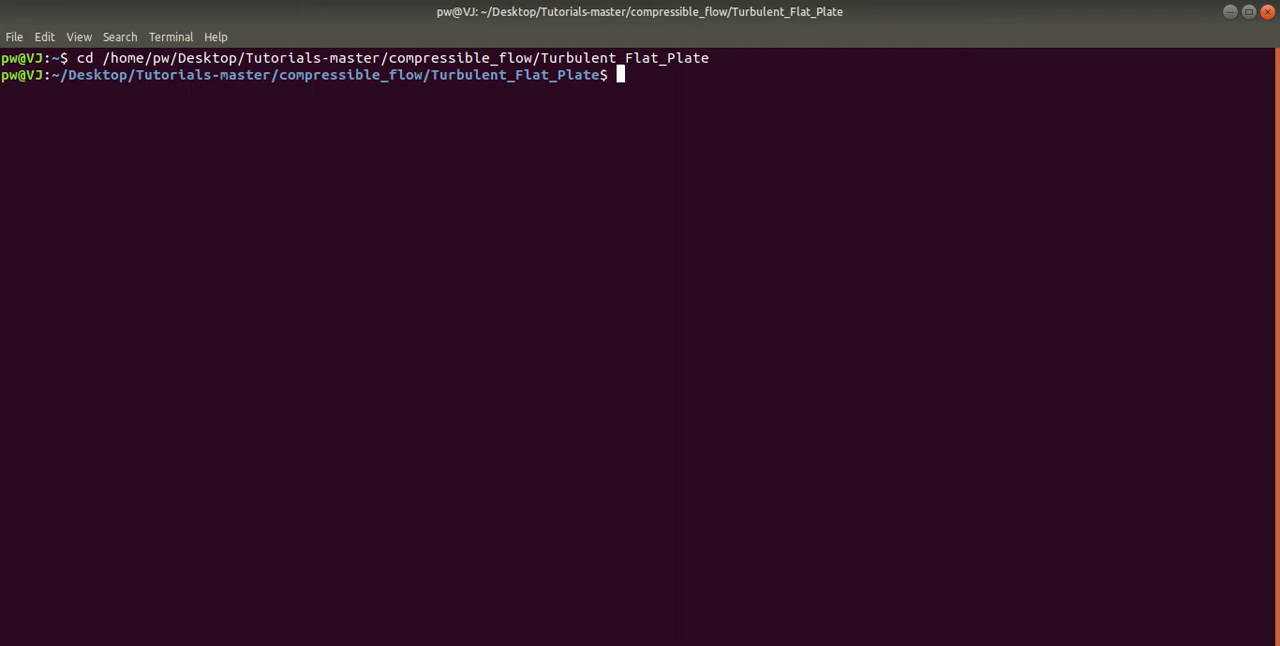 pw@VJ: ~/Desktop/Tutorials-master/compressible_flow/Turbulent_Flat_Plate
File Edit View Search Terminal Help
pw@VJ:~$ cd /home/pw/Desktop/Tutorials-master/compressible_flow/Turbulent_Flat_Plate
pw@VJ:~/Desktop/Tutorials-master/compressible_flow/Turbulent_Flat_Plate$